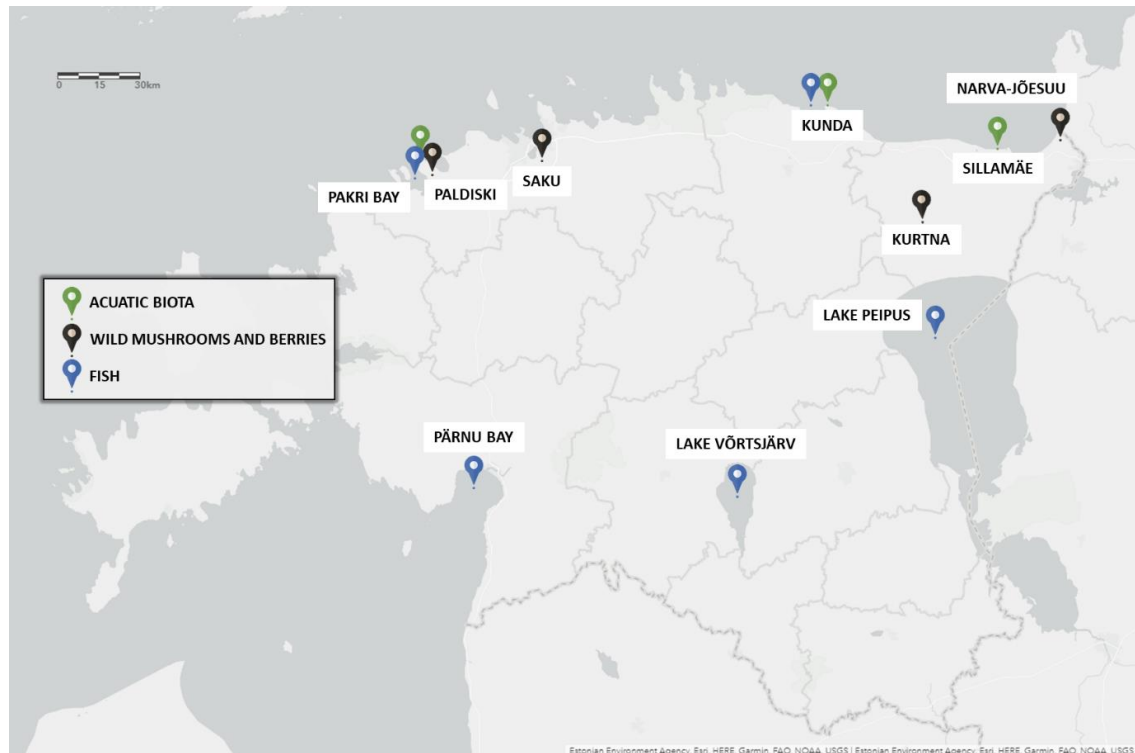 0 15 30km
NARVA-JÕESUU
KUNDA
SILLAMÄE
SAKU
PAKRI BAY
PALDISKI
KURTNA
ACUATIC BIOTA
WILD MUSHROOMS AND BERRIES
FISH
LAKE PEIPUS
PÄRNU BAY
LAKE VÕRTSJÄRV
Estonian Environment Agency, Esri, HERE, Garmin, FAO, NOAA, USGS | Estonian Environment Agency, Esri, HERE, Garmin, FAO, NOAA, USGS